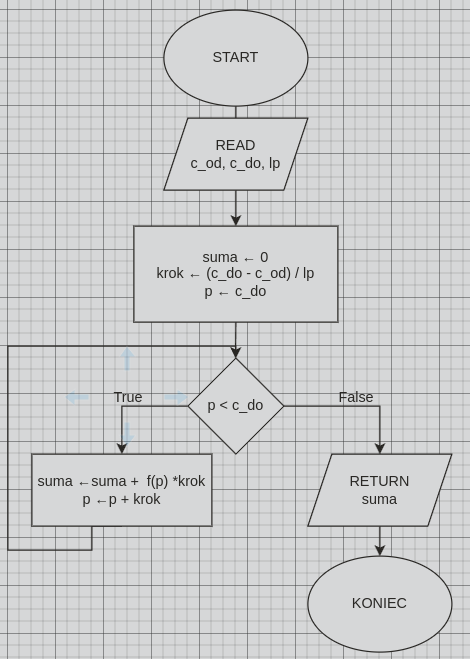 START
READ
c_od, c_do, lp
suma ← 0
krok ← (c_do - c_od) / lp
p ← c_do
True
p < c_do
False
suma ←suma + f(p) *krok
p ←p + krok
RETURN
suma
KONIEC